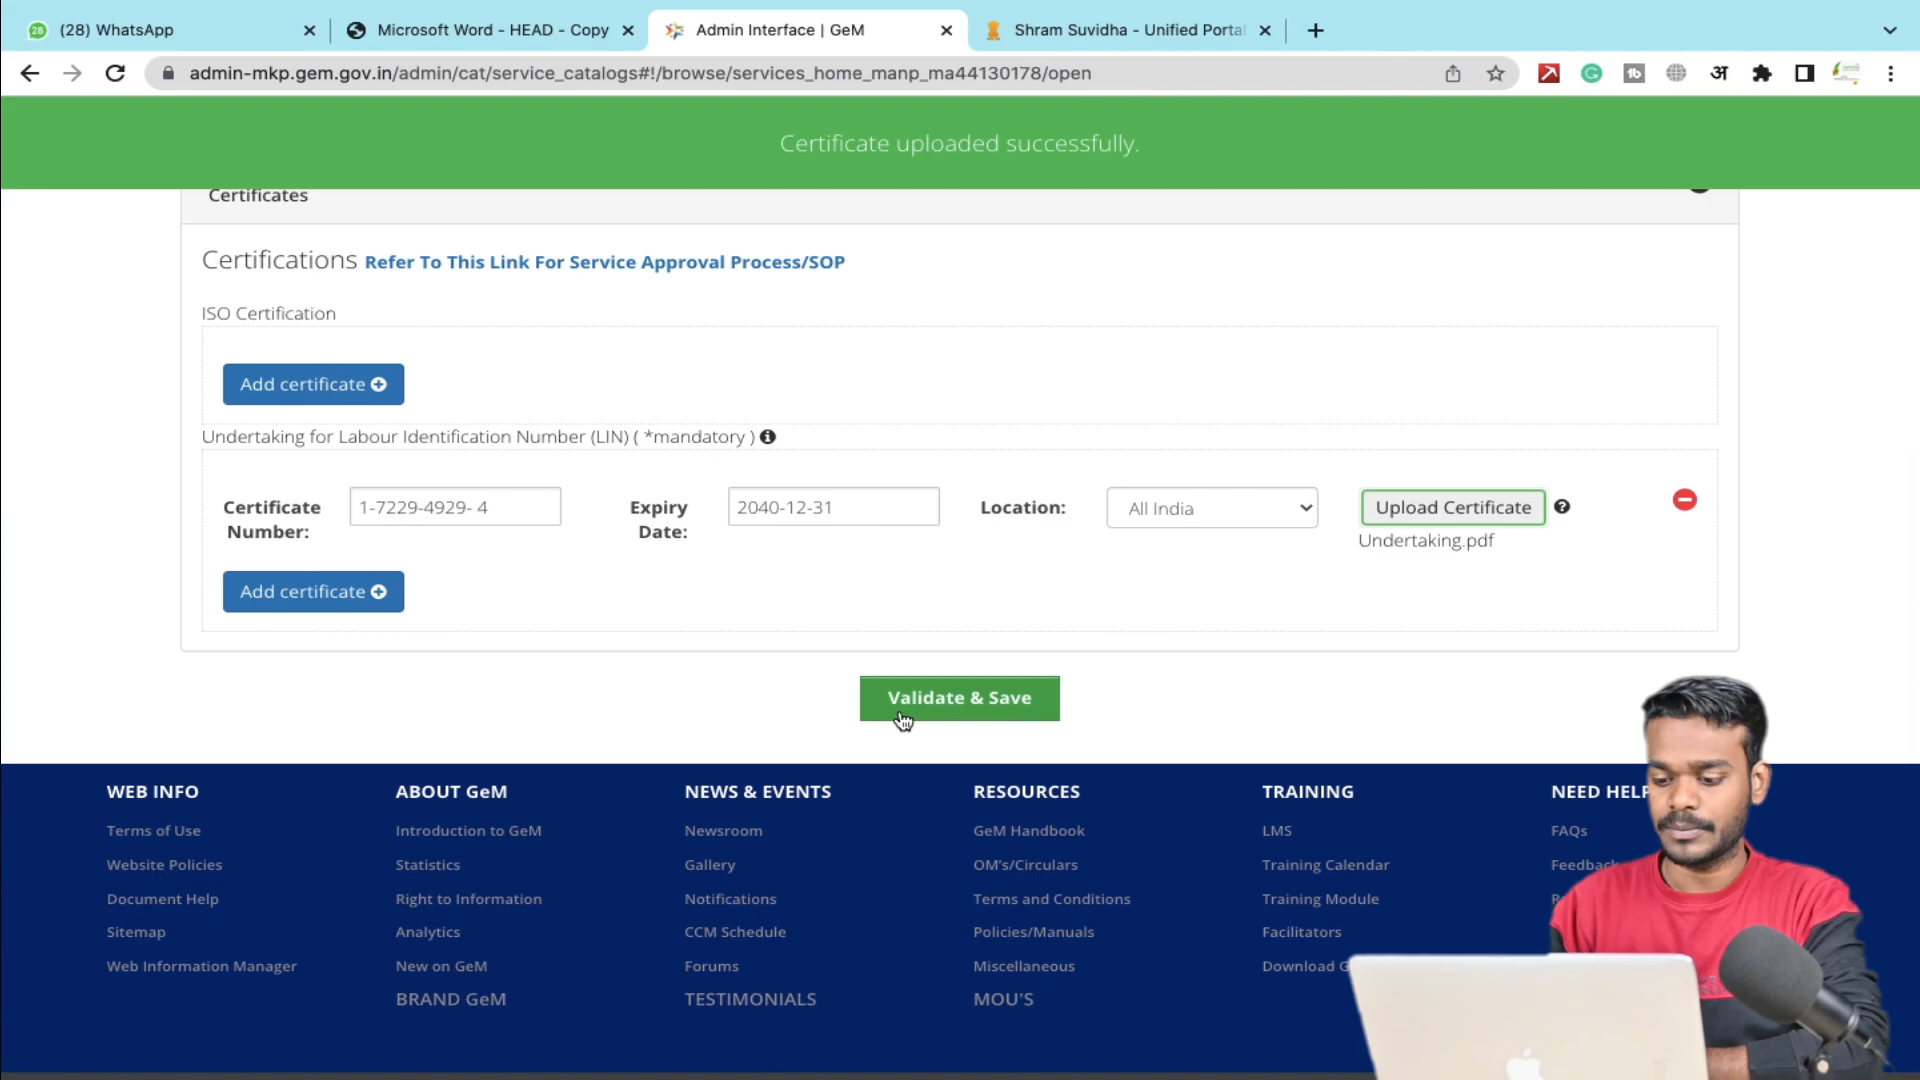 28 (28) WhatsApp
Microsoft Word - HEAD - Copy
Admin Interface | GeM
Shram Suvidha - Unified Portal
admin-mkp.gem.gov.in/admin/cat/service_catalogs#!/browse/services_home_manp_ma44130178/open
अ
Certificate uploaded successfully.
Certificates
Certifications Refer To This Link For Service Approval Process/SOP
ISO Certification
Add certificate
Undertaking for Labour Identification Number (LIN) ( *mandatory )
Certificate Number:
1-7229-4929- 4
Expiry Date:
2040-12-31
Location:
All India
Upload Certificate
Undertaking.pdf
Add certificate
Validate & Save
WEB INFO
Terms of Use
Website Policies
Document Help
Sitemap
Web Information Manager
ABOUT GeM
Introduction to GeM
Statistics
Right to Information
Analytics
New on GeM
BRAND GeM
NEWS & EVENTS
Newsroom
Gallery
Notifications
CCM Schedule
Forums
TESTIMONIALS
RESOURCES
GeM Handbook
OM's/Circulars
Terms and Conditions
Policies/Manuals
Miscellaneous
MOU'S
TRAINING
LMS
Training Calendar
Training Module
Facilitators
Download G
NEED HELP
FAQs
Feedback